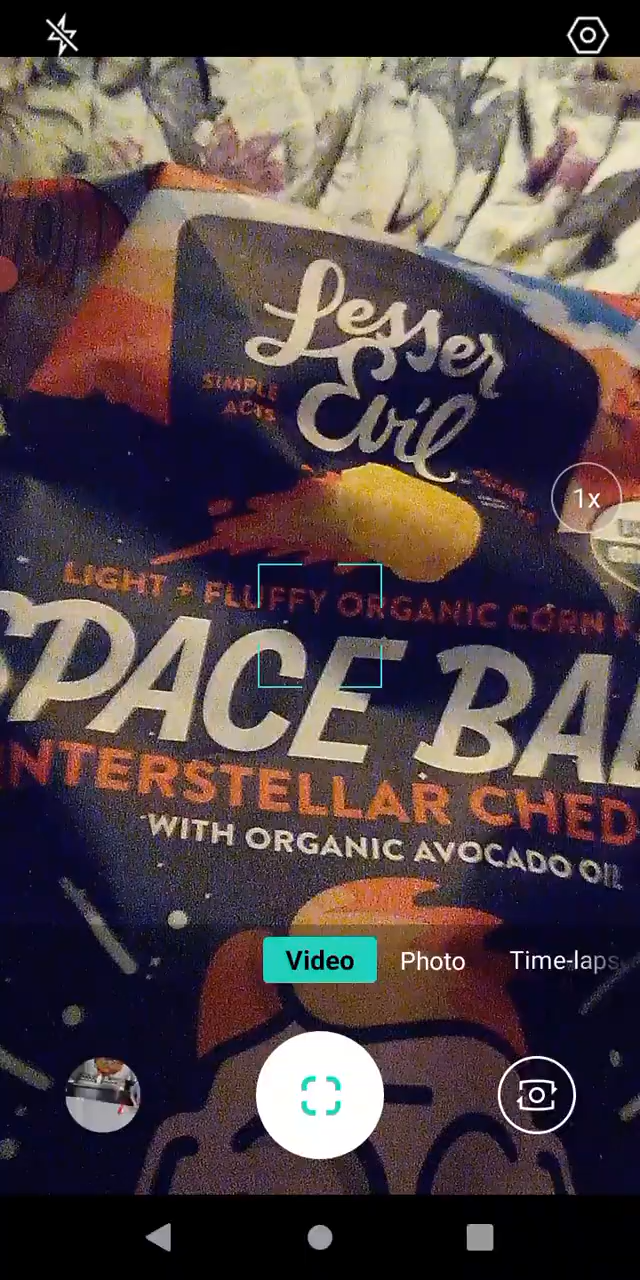 Lesser
Evil
SIMPLE
ACTS
1x
LIGHT + FLUFFY ORGANIC CORN
SPACE BAL
INTERSTELLAR CHED
WITH ORGANIC AVOCADO OIL
Video
Photo
Time-laps